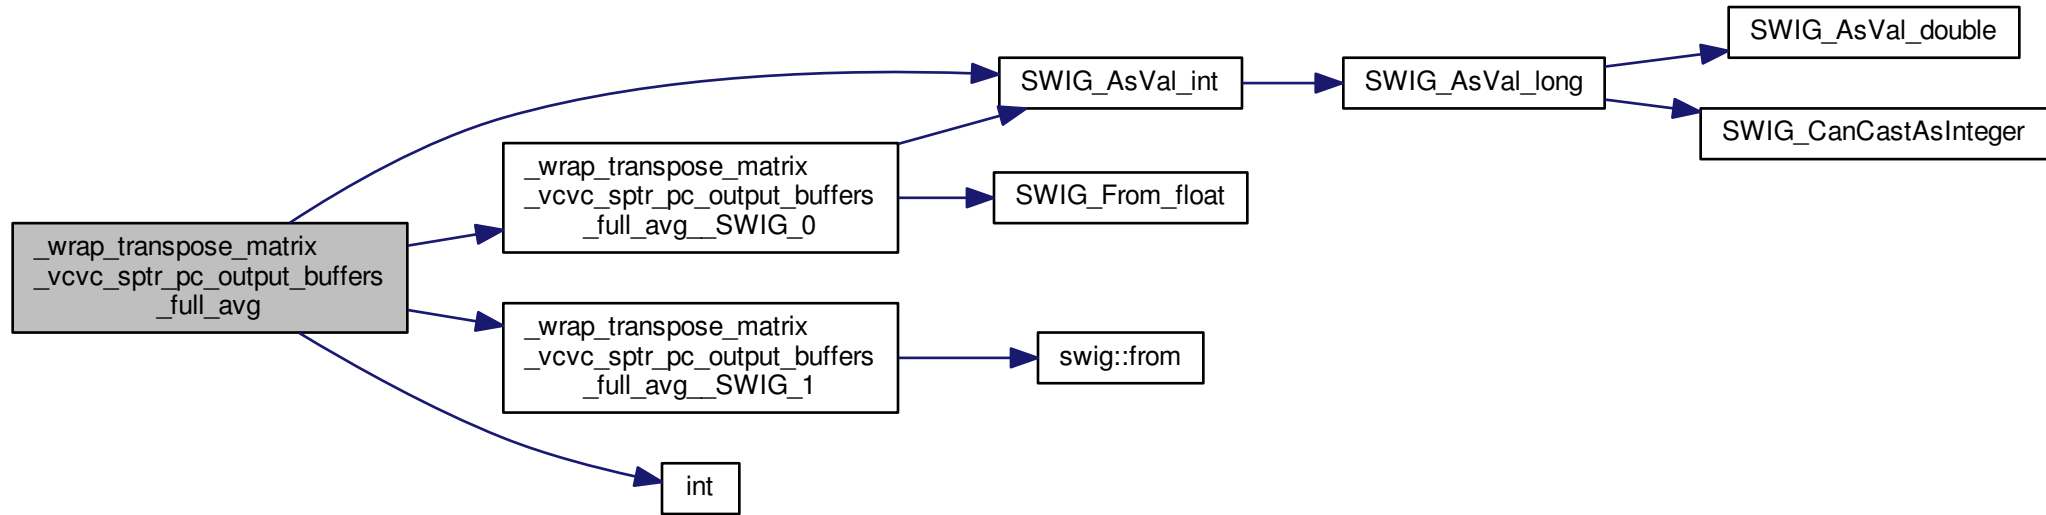 _wrap_transpose_matrix
_vcvc_sptr_pc_output_buffers
_full_avg
_wrap_transpose_matrix
_vcvc_sptr_pc_output_buffers
_full_avg__SWIG_0
_wrap_transpose_matrix
_vcvc_sptr_pc_output_buffers
_full_avg__SWIG_1
int
SWIG_AsVal_int
SWIG_From_float
swig::from
SWIG_AsVal_long
SWIG_AsVal_double
SWIG_CanCastAsInteger